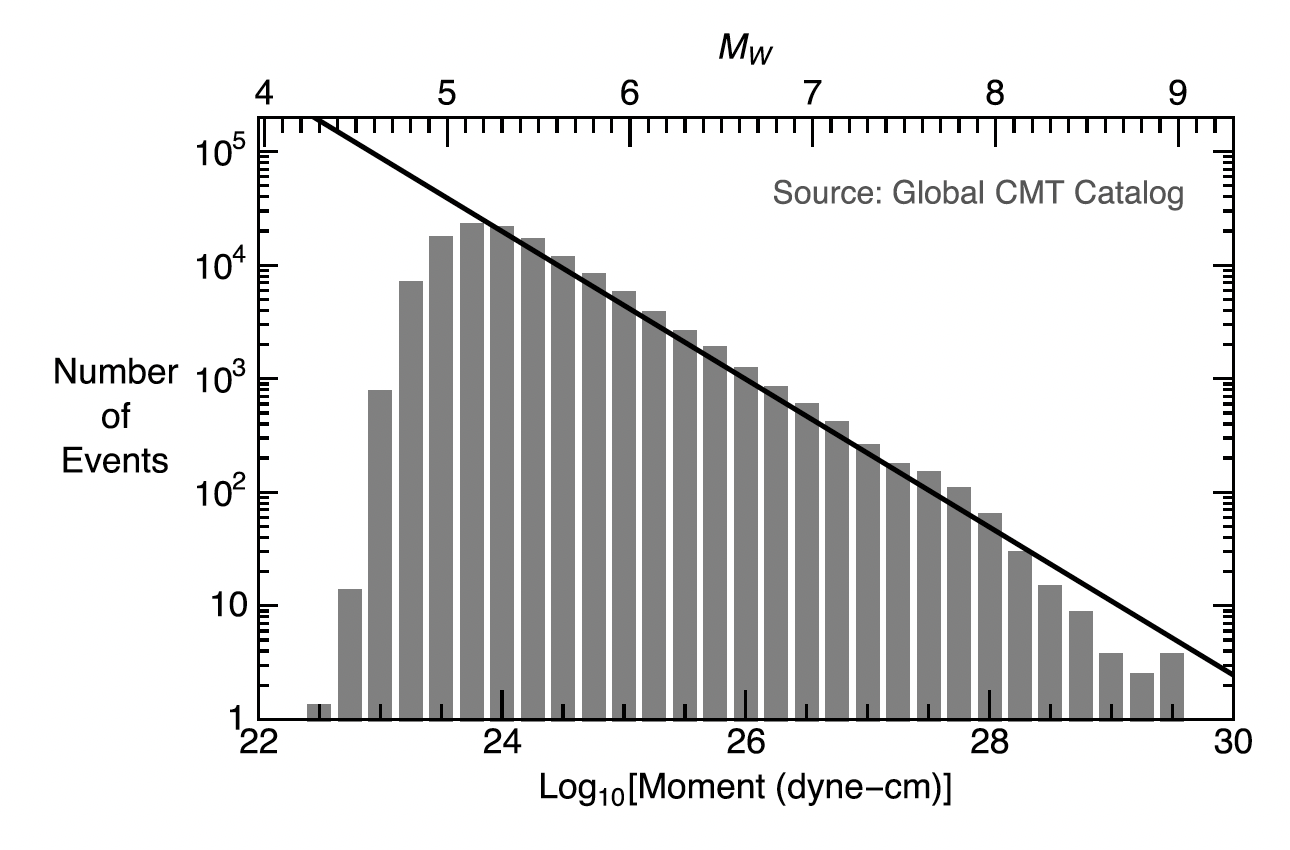 M_W
4 5 6 7 8 9
Source: Global CMT Catalog
10^5
10^4
10^3
10^2
10
1
Number
of
Events
22 24 26 28 30
Log_10[Moment (dyne–cm)]